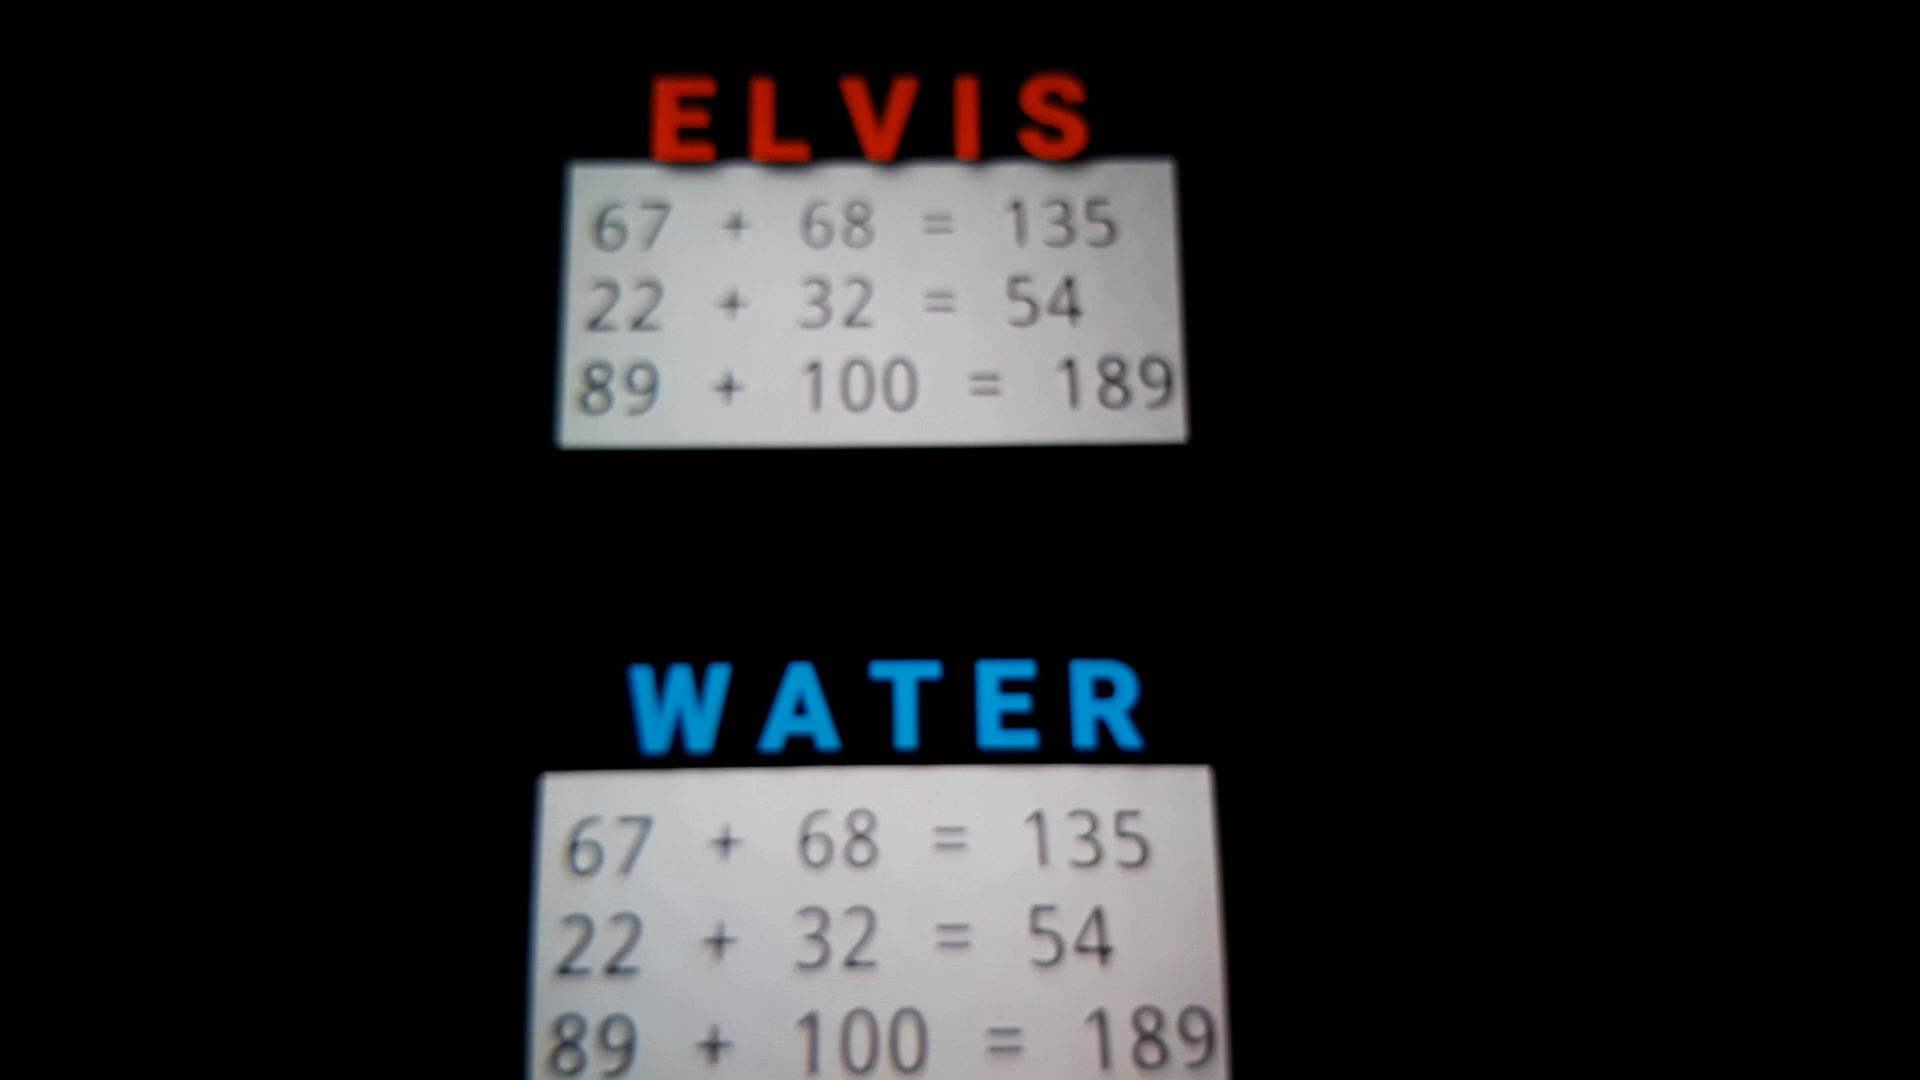 ELVIS
67 + 68 = 135
22 + 32 = 54
89 + 100 = 189
WATER
67 + 68 = 135
22 + 32 = 54
89 + 100 = 189